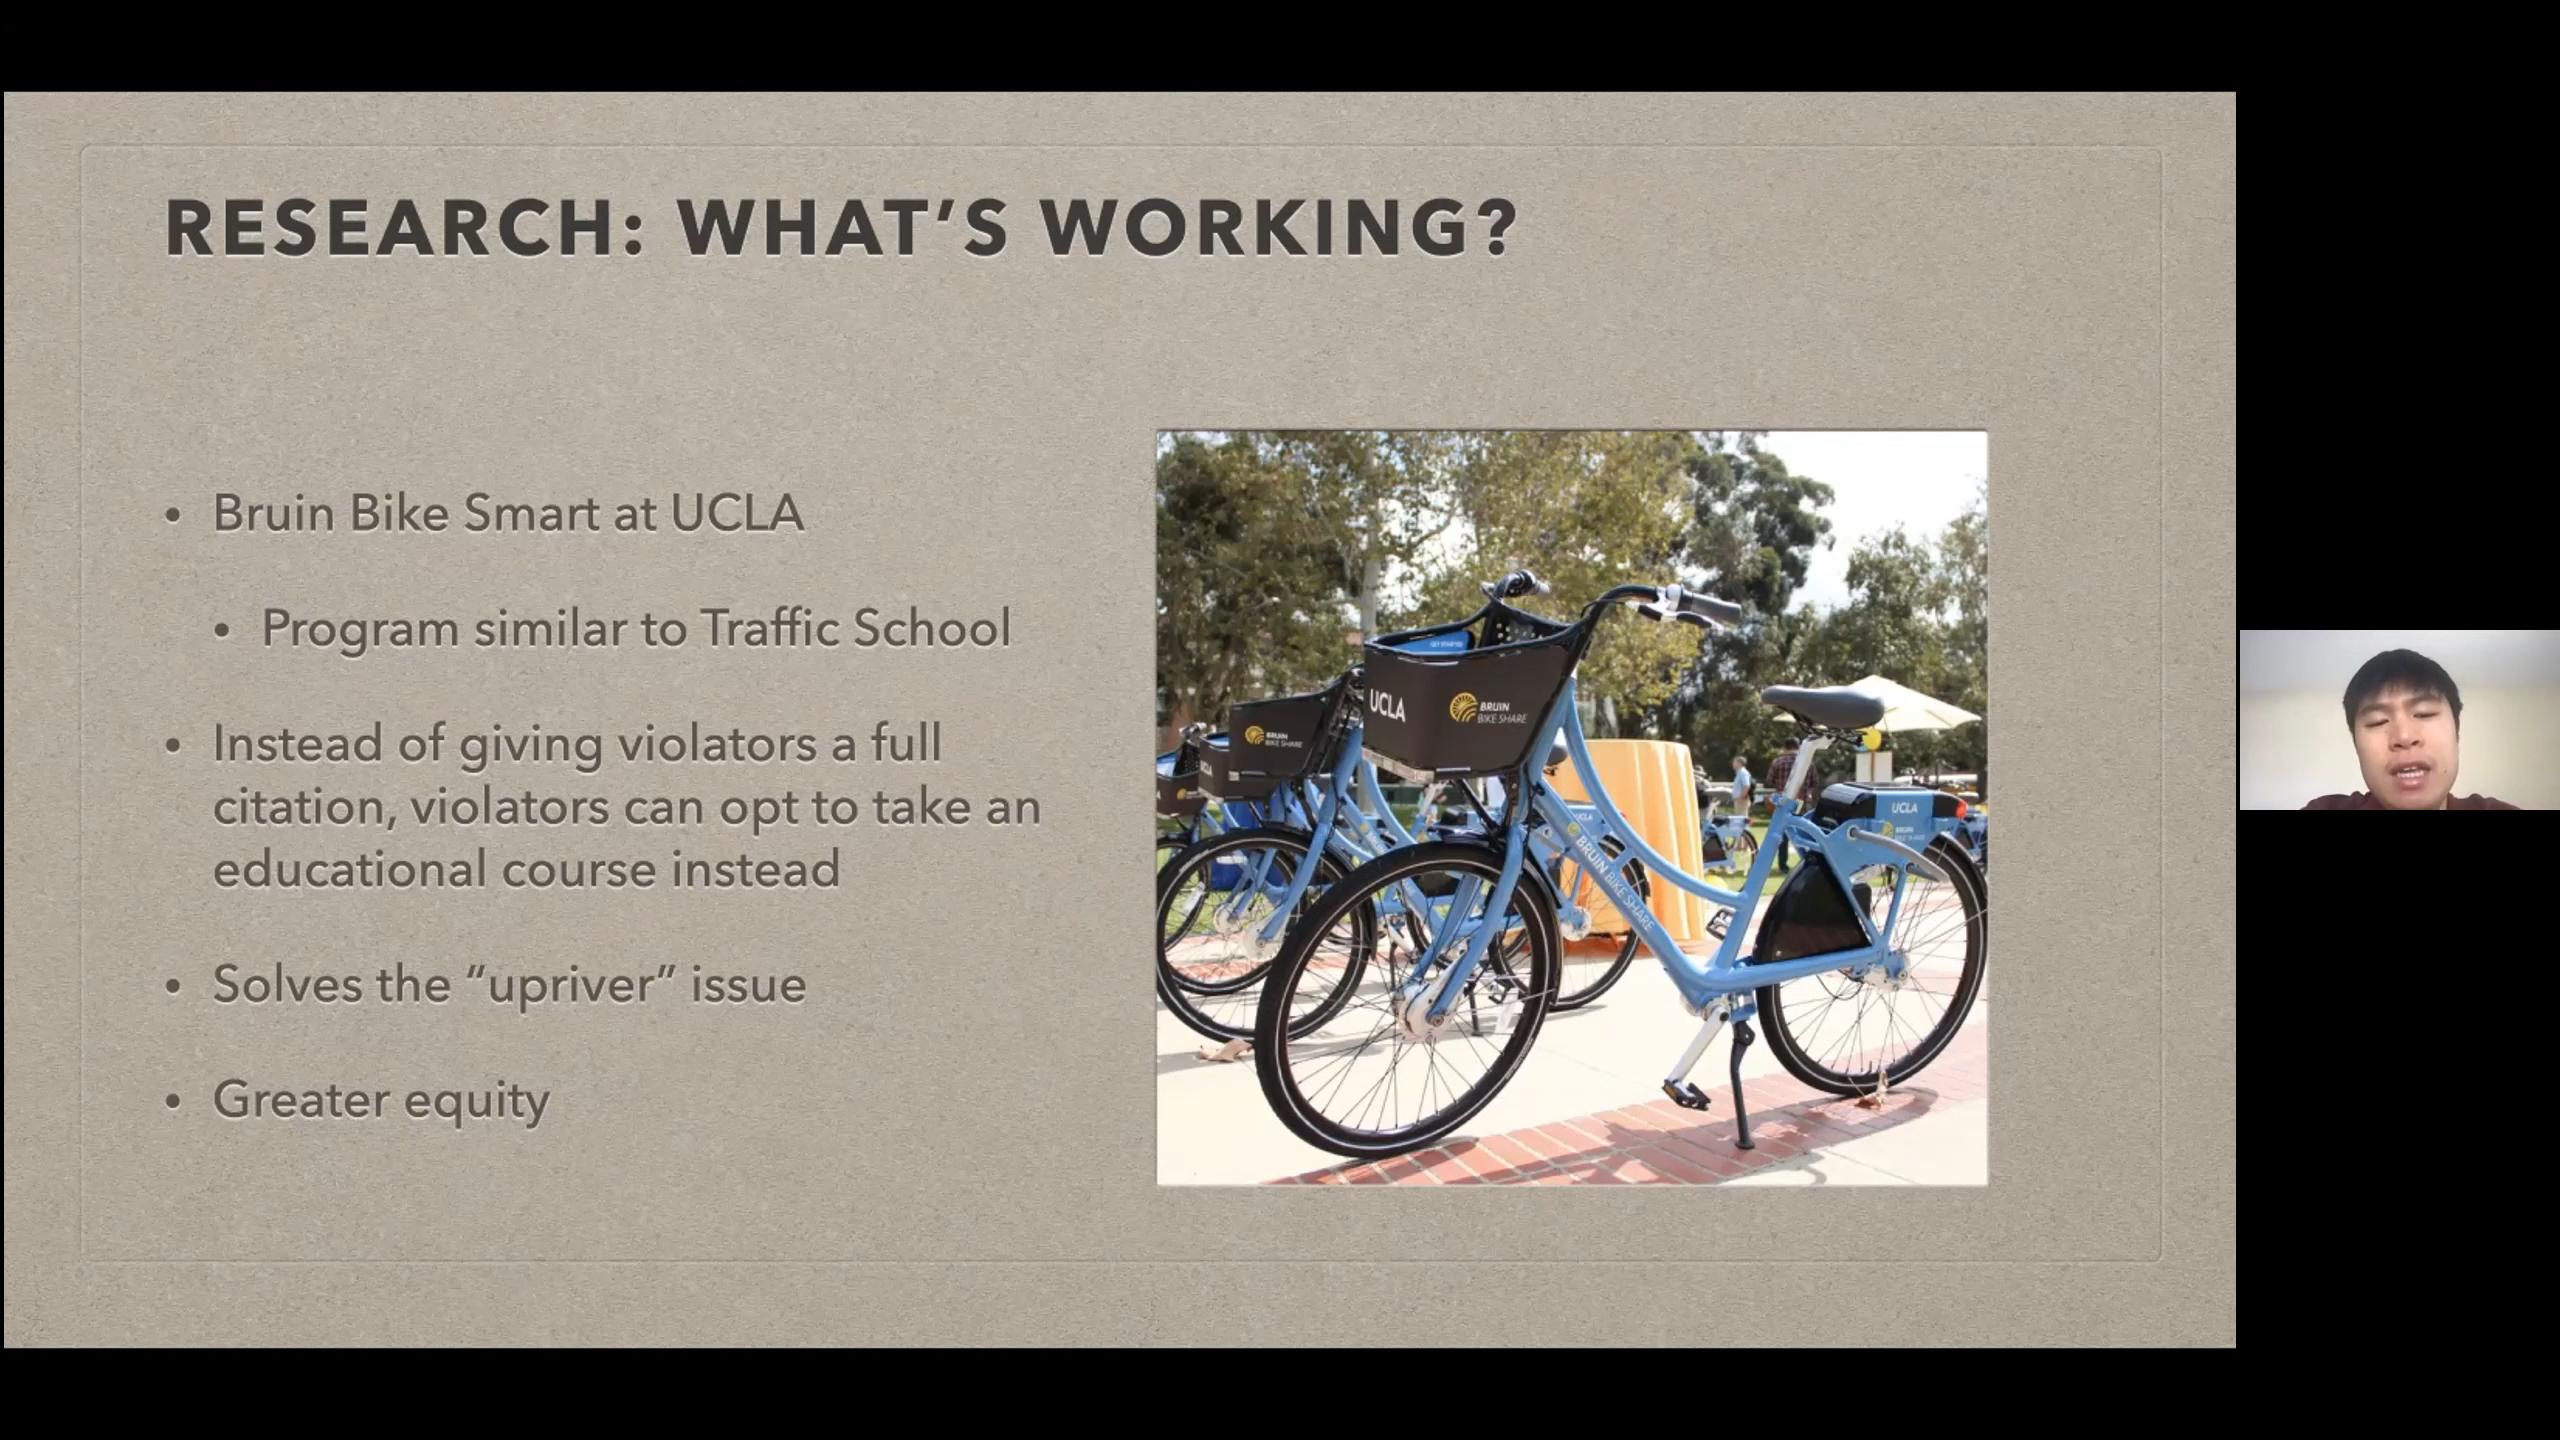 RESEARCH: WHAT’S WORKING?
• Bruin Bike Smart at UCLA
• Program similar to Traffic School
• Instead of giving violators a full
citation, violators can opt to take an
educational course instead
• Solves the “upriver” issue
• Greater equity
UCLA
BRUIN
BIKE SHARE
BRUIN
BIKE SHARE
UCLA
BRUIN BIKE SHARE
UCLA
BRUIN